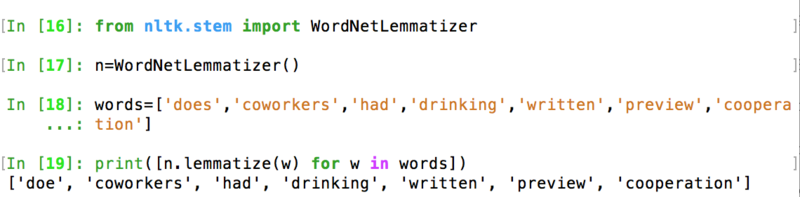 [In [16]: from nltk.stem import WordNetLemmatizer ]
[In [17]: n=WordNetLemmatizer() ]
In [18]: words=['does','coworkers','had','drinking','written','preview','coopera
...: tion']
[In [19]: print([n.lemmatize(w) for w in words]) ]
['doe', 'coworkers', 'had', 'drinking', 'written', 'preview', 'cooperation']